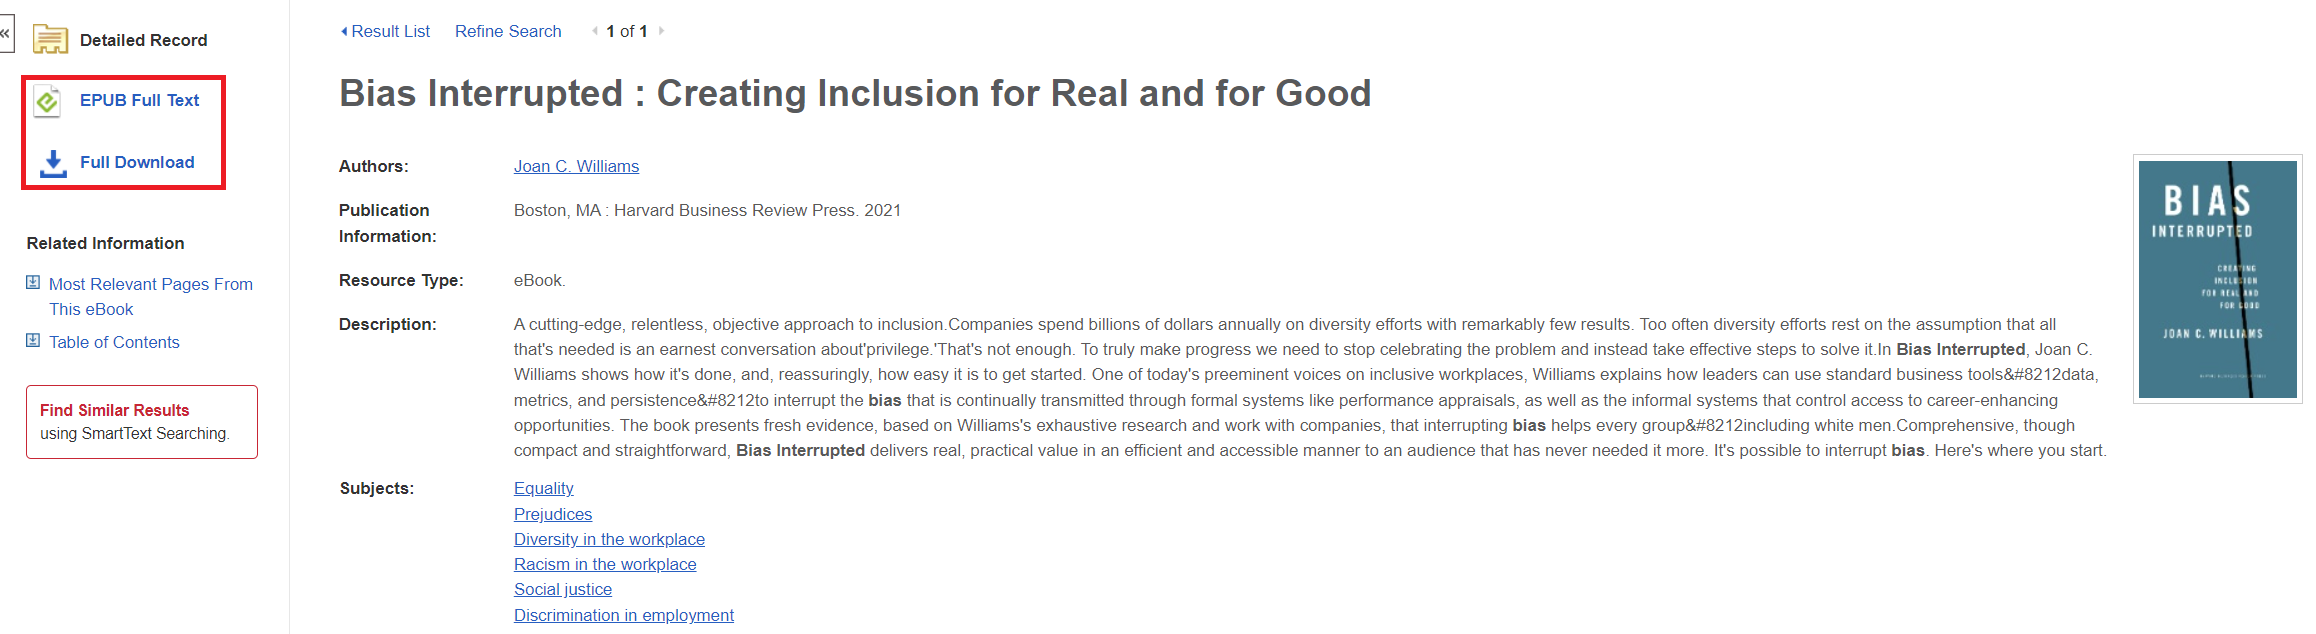 «
Detailed Record
EPUB Full Text
Full Download
Related Information
Most Relevant Pages From
This eBook
Table of Contents
Find Similar Results
using SmartText Searching.
Result List Refine Search 1 of 1
Bias Interrupted : Creating Inclusion for Real and for Good
Authors: Joan C. Williams
Publication Boston, MA : Harvard Business Review Press. 2021
Information:
Resource Type: eBook.
Description: A cutting-edge, relentless, objective approach to inclusion.Companies spend billions of dollars annually on diversity efforts with remarkably few results. Too often diversity efforts rest on the assumption that all
that's needed is an earnest conversation about'privilege.'That's not enough. To truly make progress we need to stop celebrating the problem and instead take effective steps to solve it.In Bias Interrupted, Joan C.
Williams shows how it's done, and, reassuringly, how easy it is to get started. One of today's preeminent voices on inclusive workplaces, Williams explains how leaders can use standard business tools&#8212data,
metrics, and persistence&#8212to interrupt the bias that is continually transmitted through formal systems like performance appraisals, as well as the informal systems that control access to career-enhancing
opportunities. The book presents fresh evidence, based on Williams's exhaustive research and work with companies, that interrupting bias helps every group&#8212including white men.Comprehensive, though
compact and straightforward, Bias Interrupted delivers real, practical value in an efficient and accessible manner to an audience that has never needed it more. It's possible to interrupt bias. Here's where you start.
Subjects: Equality
Prejudices
Diversity in the workplace
Racism in the workplace
Social justice
Discrimination in employment
BIAS
INTERRUPTED
CREATING
INCLUSION
FOR REAL AND
FOR GOOD
JOAN C. WILLIAMS